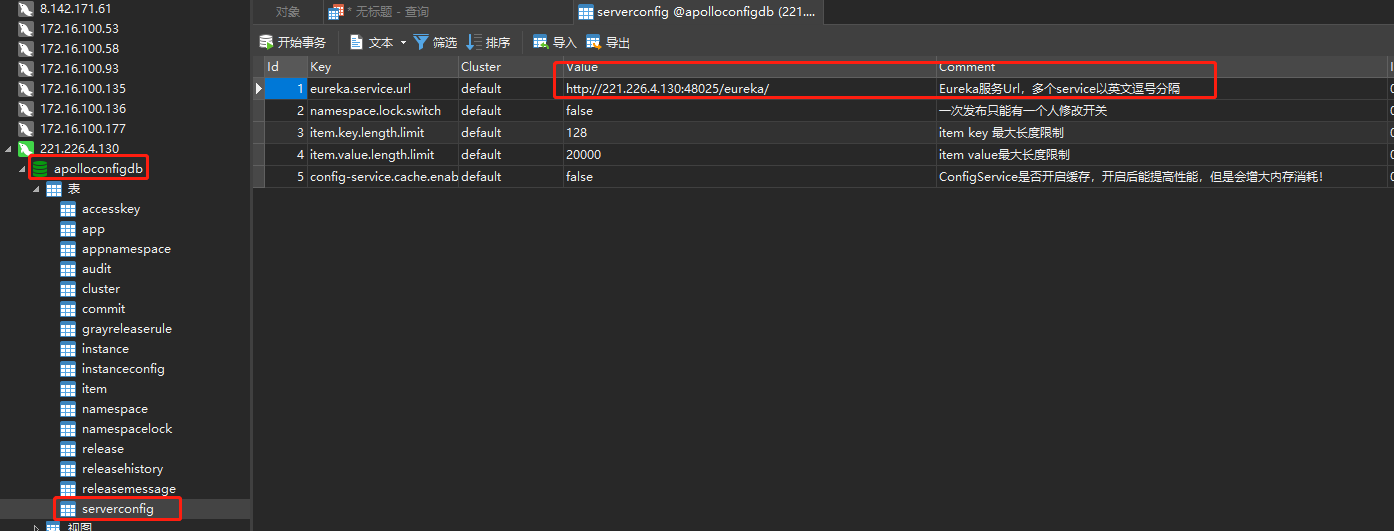 8.142.171.61
172.16.100.53
172.16.100.58
172.16.100.93
172.16.100.135
172.16.100.136
172.16.100.177
221.226.4.130
apolloconfigdb
表
accesskey
app
appnamespace
audit
cluster
commit
grayreleaserule
instance
instanceconfig
item
namespace
namespacelock
release
releasehistory
releasemessage
serverconfig
视图
对象 * 无标题 - 查询 serverconfig @apolloconfigdb (221....
开始事务 文本 筛选 排序 导入 导出
Id Key Cluster Value Comment
1 eureka.service.url default http://221.226.4.130:48025/eureka/ Eureka服务Url，多个service以英文逗号分隔
2 namespace.lock.switch default false 一次发布只能有一个人修改开关
3 item.key.length.limit default 128 item key 最大长度限制
4 item.value.length.limit default 20000 item value最大长度限制
5 config-service.cache.enab default false ConfigService是否开启缓存，开启后能提高性能，但是会增大内存消耗！